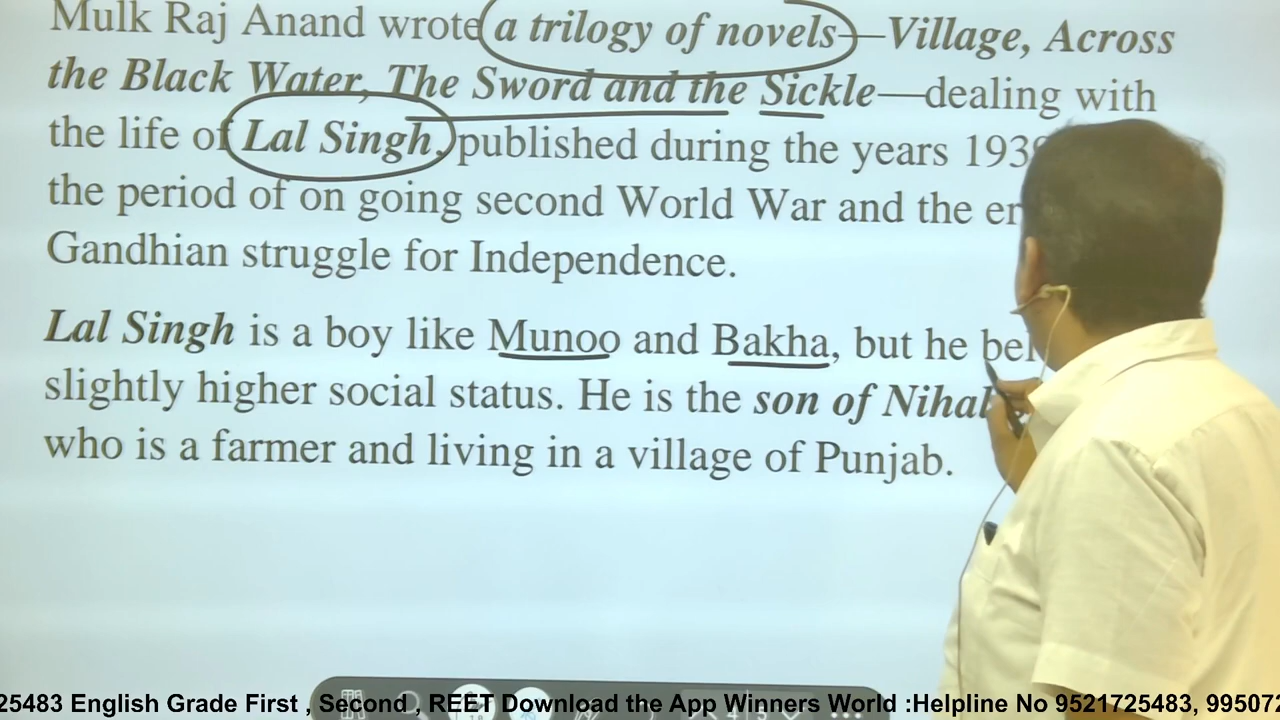 Mulk Raj Anand wrote a trilogy of novels—Village, Across
the Black Water, The Sword and the Sickle—dealing with
the life of Lal Singh, published during the years 193
the period of on going second World War and the
Gandhian struggle for Independence.
Lal Singh is a boy like Munoo and Bakha, but he
slightly higher social status. He is the son of Nihal
who is a farmer and living in a village of Punjab.
25483 English Grade First , Second , REET Download the App Winners World :Helpline No 9521725483, 995072